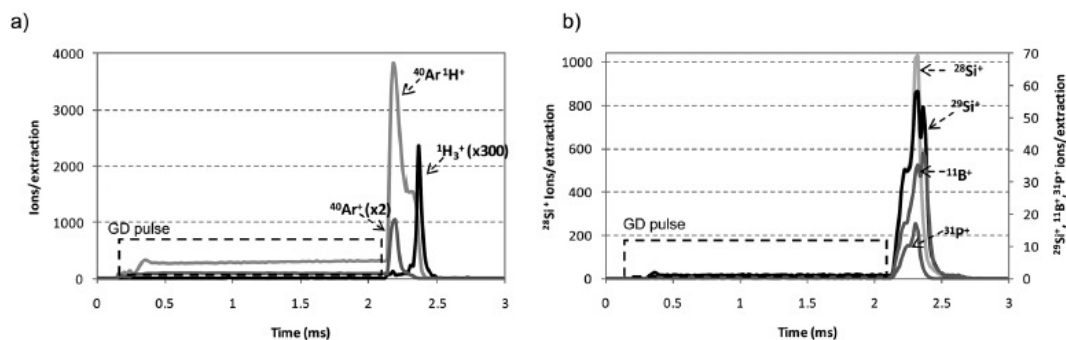 a)
4000
3000
2000
1000
0
Ions/extraction
⁴⁰Ar¹H⁺
¹H₃⁺ (x300)
⁴⁰Ar⁺ (x2)
GD pulse
0 0.5 1 1.5 2 2.5 3
Time (ms)
b)
1000
800
600
400
200
0
²⁸Si⁺ Ions/extraction
²⁸Si⁺
²⁹Si⁺
¹¹B⁺
³¹P⁺
GD pulse
70
60
50
40
30
20
10
0
²⁹Si⁺, ¹¹B⁺, ³¹P⁺ ions/extraction
0 0.5 1 1.5 2 2.5 3
Time (ms)